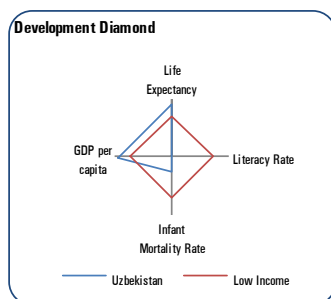 Development Diamond
Life
Expectancy
GDP per
capita
Literacy Rate
Infant
Mortality Rate
Uzbekistan
Low Income